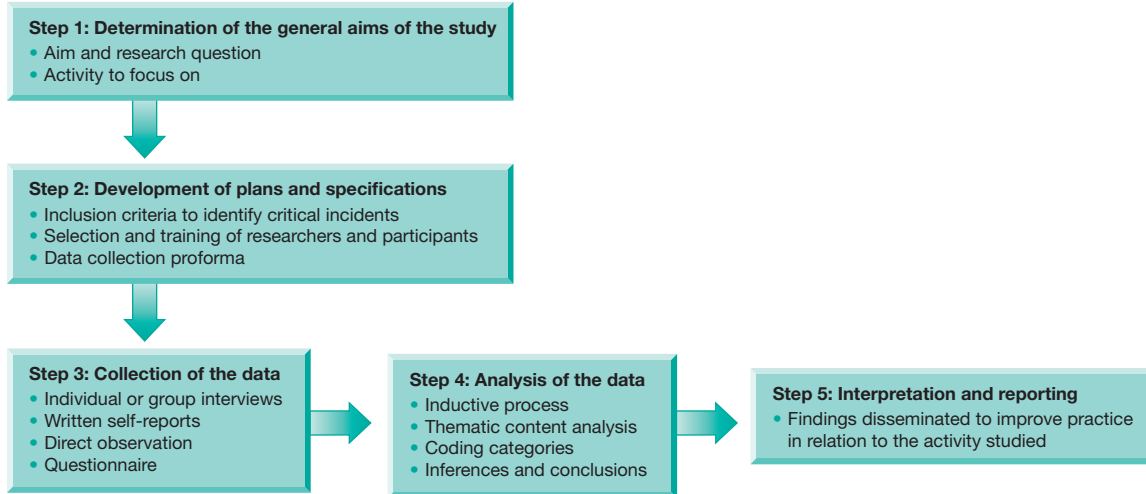 Step 1: Determination of the general aims of the study
• Aim and research question
• Activity to focus on
Step 2: Development of plans and specifications
• Inclusion criteria to identify critical incidents
• Selection and training of researchers and participants
• Data collection proforma
Step 3: Collection of the data
• Individual or group interviews
• Written self-reports
• Direct observation
• Questionnaire
Step 4: Analysis of the data
• Inductive process
• Thematic content analysis
• Coding categories
• Inferences and conclusions
Step 5: Interpretation and reporting
• Findings disseminated to improve practice
in relation to the activity studied